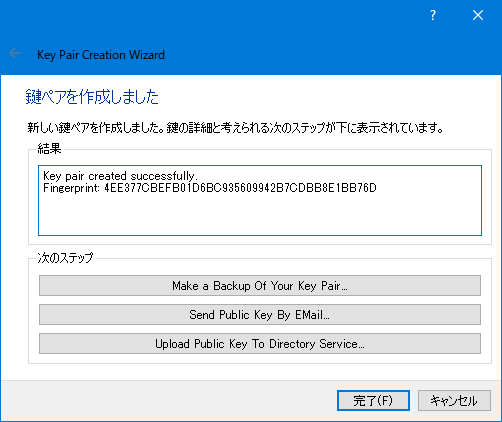 ?
Key Pair Creation Wizard
鍵ペアを作成しました
新しい鍵ペアを作成しました。鍵の詳細と考えられる次のステップが下に表示されています。
結果
Key pair created successfully.
Fingerprint: 4EE377CBEFB01D6BC935609942B7CDBB8E1BB76D
次のステップ
Make a Backup Of Your Key Pair...
Send Public Key By EMail...
Upload Public Key To Directory Service...
完了(F) キャンセル